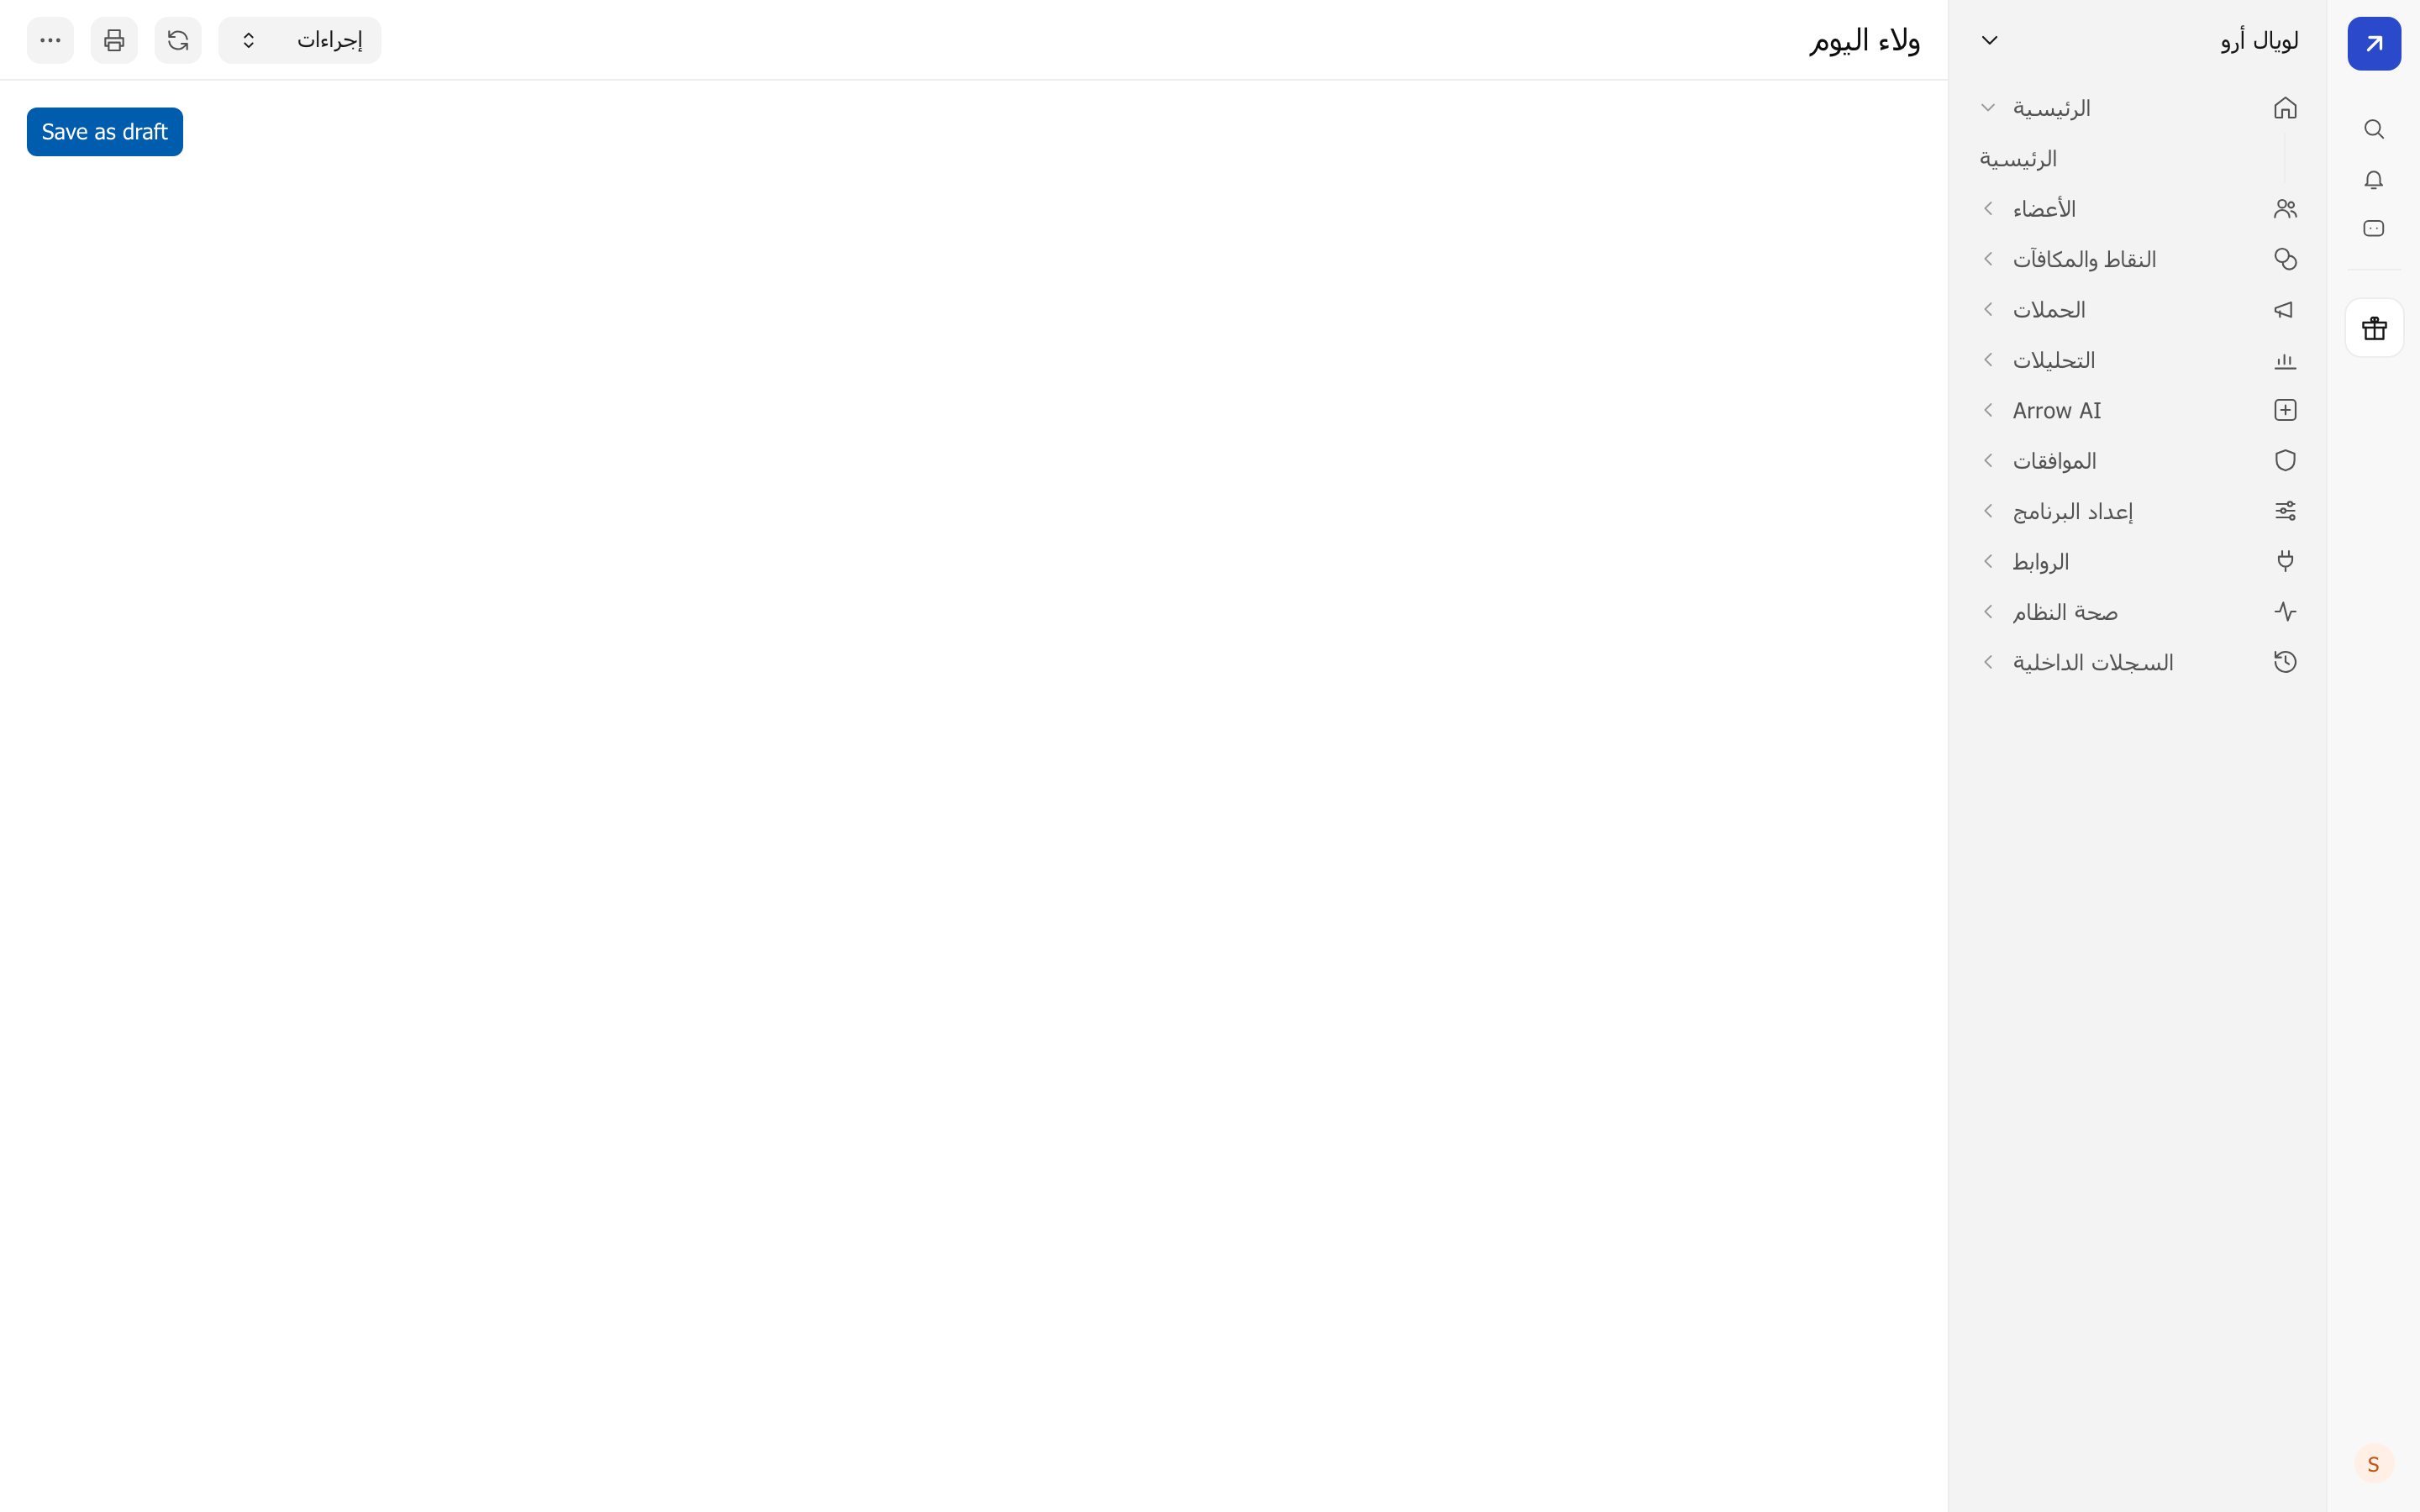 لويال أرو
الرئيسية
الرئيسية
الأعضاء
النقاط والمكافآت
الحملات
التحليلات
Arrow AI
الموافقات
إعداد البرنامج
الروابط
صحة النظام
السجلات الداخلية
S
ولاء اليوم
إجراءات
Save as draft